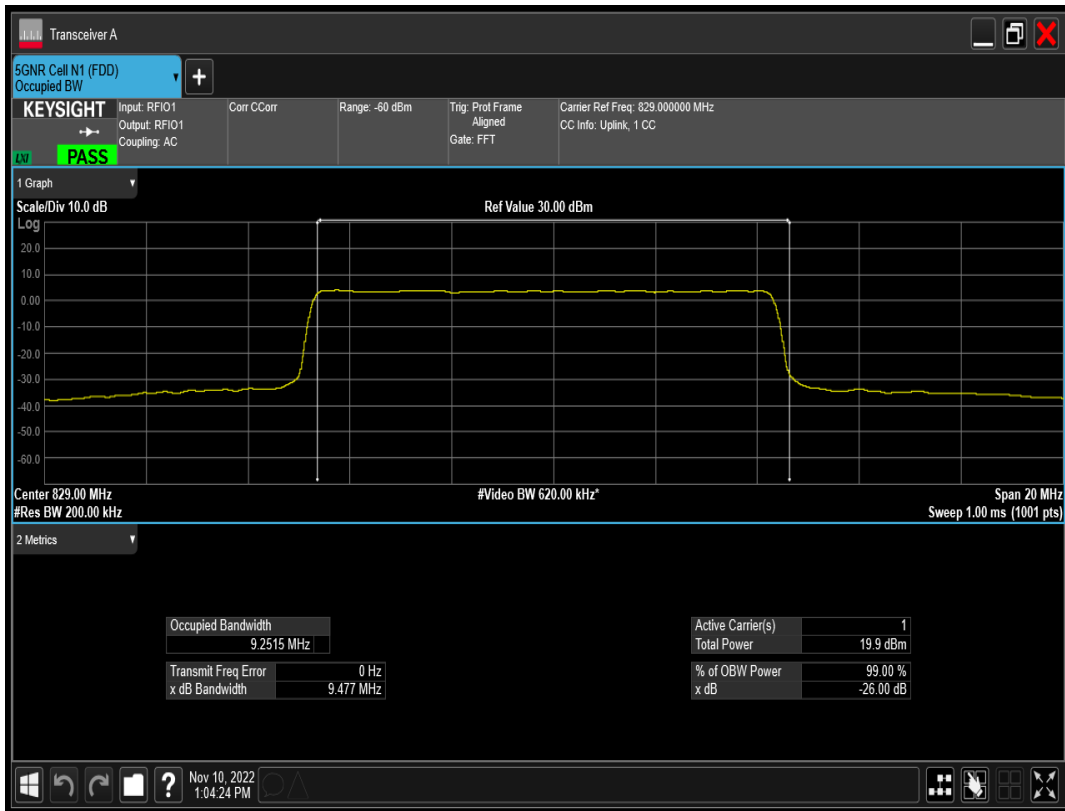 Transceiver A
5GNR Cell N1 (FDD)
Occupied BW
KEYSIGHT
LXI
PASS
Input: RFIO1
Output: RFIO1
Coupling: AC
Corr CCorr
Range: -60 dBm
Trig: Prot Frame
Aligned
Gate: FFT
Carrier Ref Freq: 829.000000 MHz
CC Info: Uplink, 1 CC
1 Graph
Scale/Div 10.0 dB
Ref Value 30.00 dBm
Log
20.0
10.0
0.00
-10.0
-20.0
-30.0
-40.0
-50.0
-60.0
Center 829.00 MHz
#Video BW 620.00 kHz*
Span 20 MHz
#Res BW 200.00 kHz
Sweep 1.00 ms (1001 pts)
2 Metrics
Occupied Bandwidth
9.2515 MHz
Transmit Freq Error 0 Hz
x dB Bandwidth 9.477 MHz
Active Carrier(s) 1
Total Power 19.9 dBm
% of OBW Power 99.00 %
x dB -26.00 dB
Nov 10, 2022
1:04:24 PM